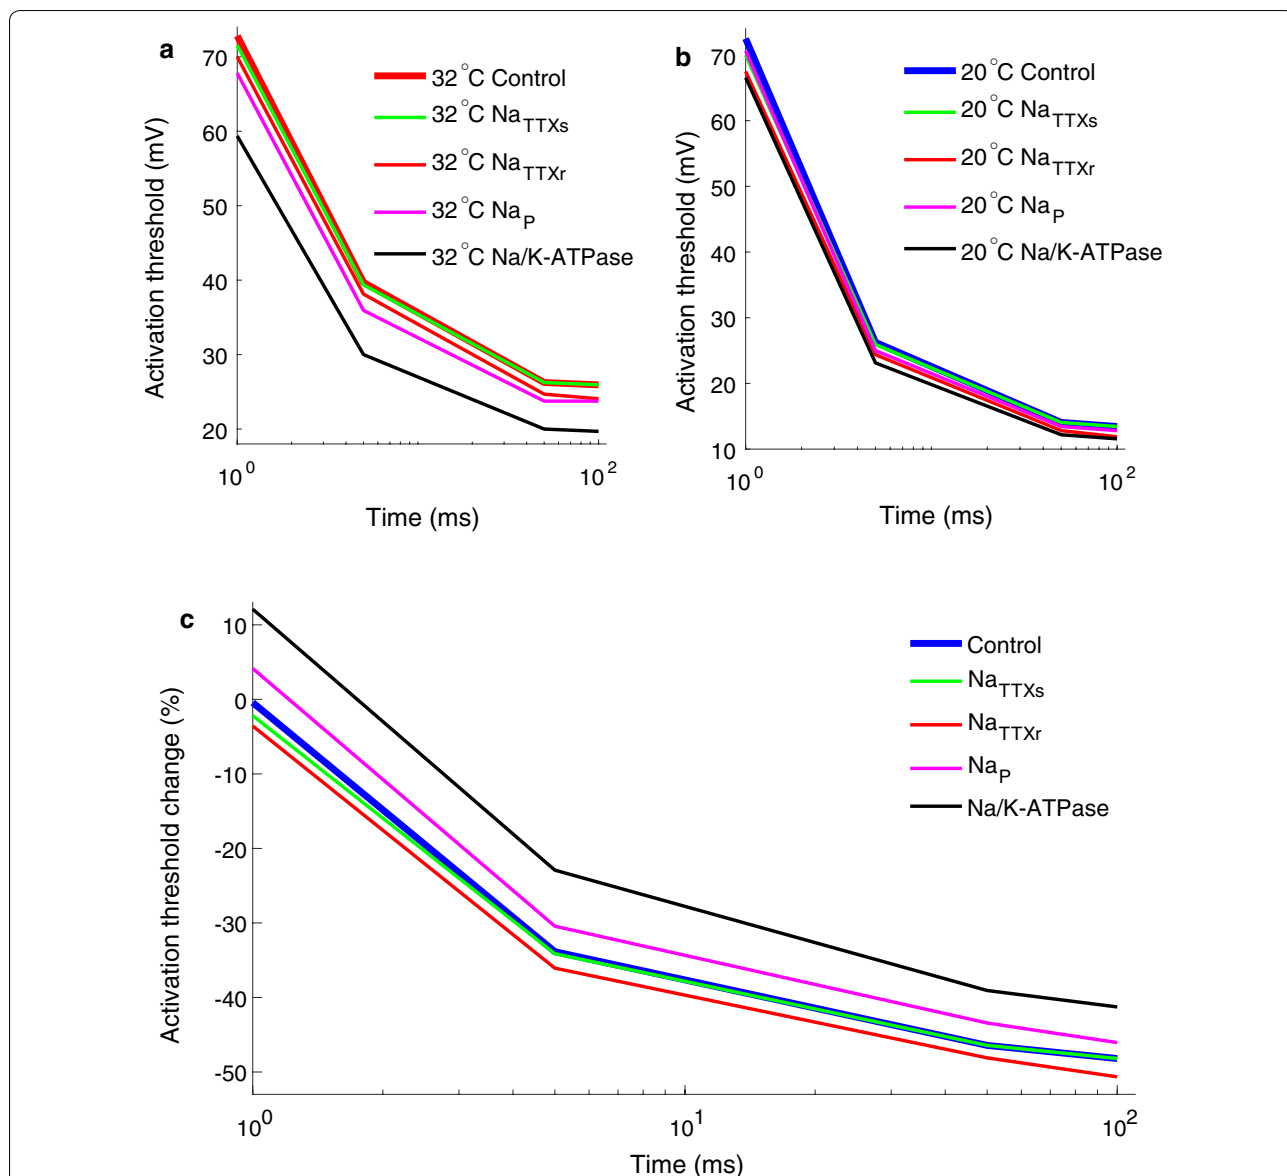 a
70
60
50
40
30
20
Activation threshold (mV)
32°C Control
32°C Na_TTXs
32°C Na_TTXr
32°C Na_P
32°C Na/K-ATPase
10^0
10^2
Time (ms)
b
70
60
50
40
30
20
10
Activation threshold (mV)
20°C Control
20°C Na_TTXs
20°C Na_TTXr
20°C Na_P
20°C Na/K-ATPase
10^0
10^2
Time (ms)
c
10
0
-10
-20
-30
-40
-50
Activation threshold change (%)
Control
Na_TTXs
Na_TTXr
Na_P
Na/K-ATPase
10^0
10^1
10^2
Time (ms)